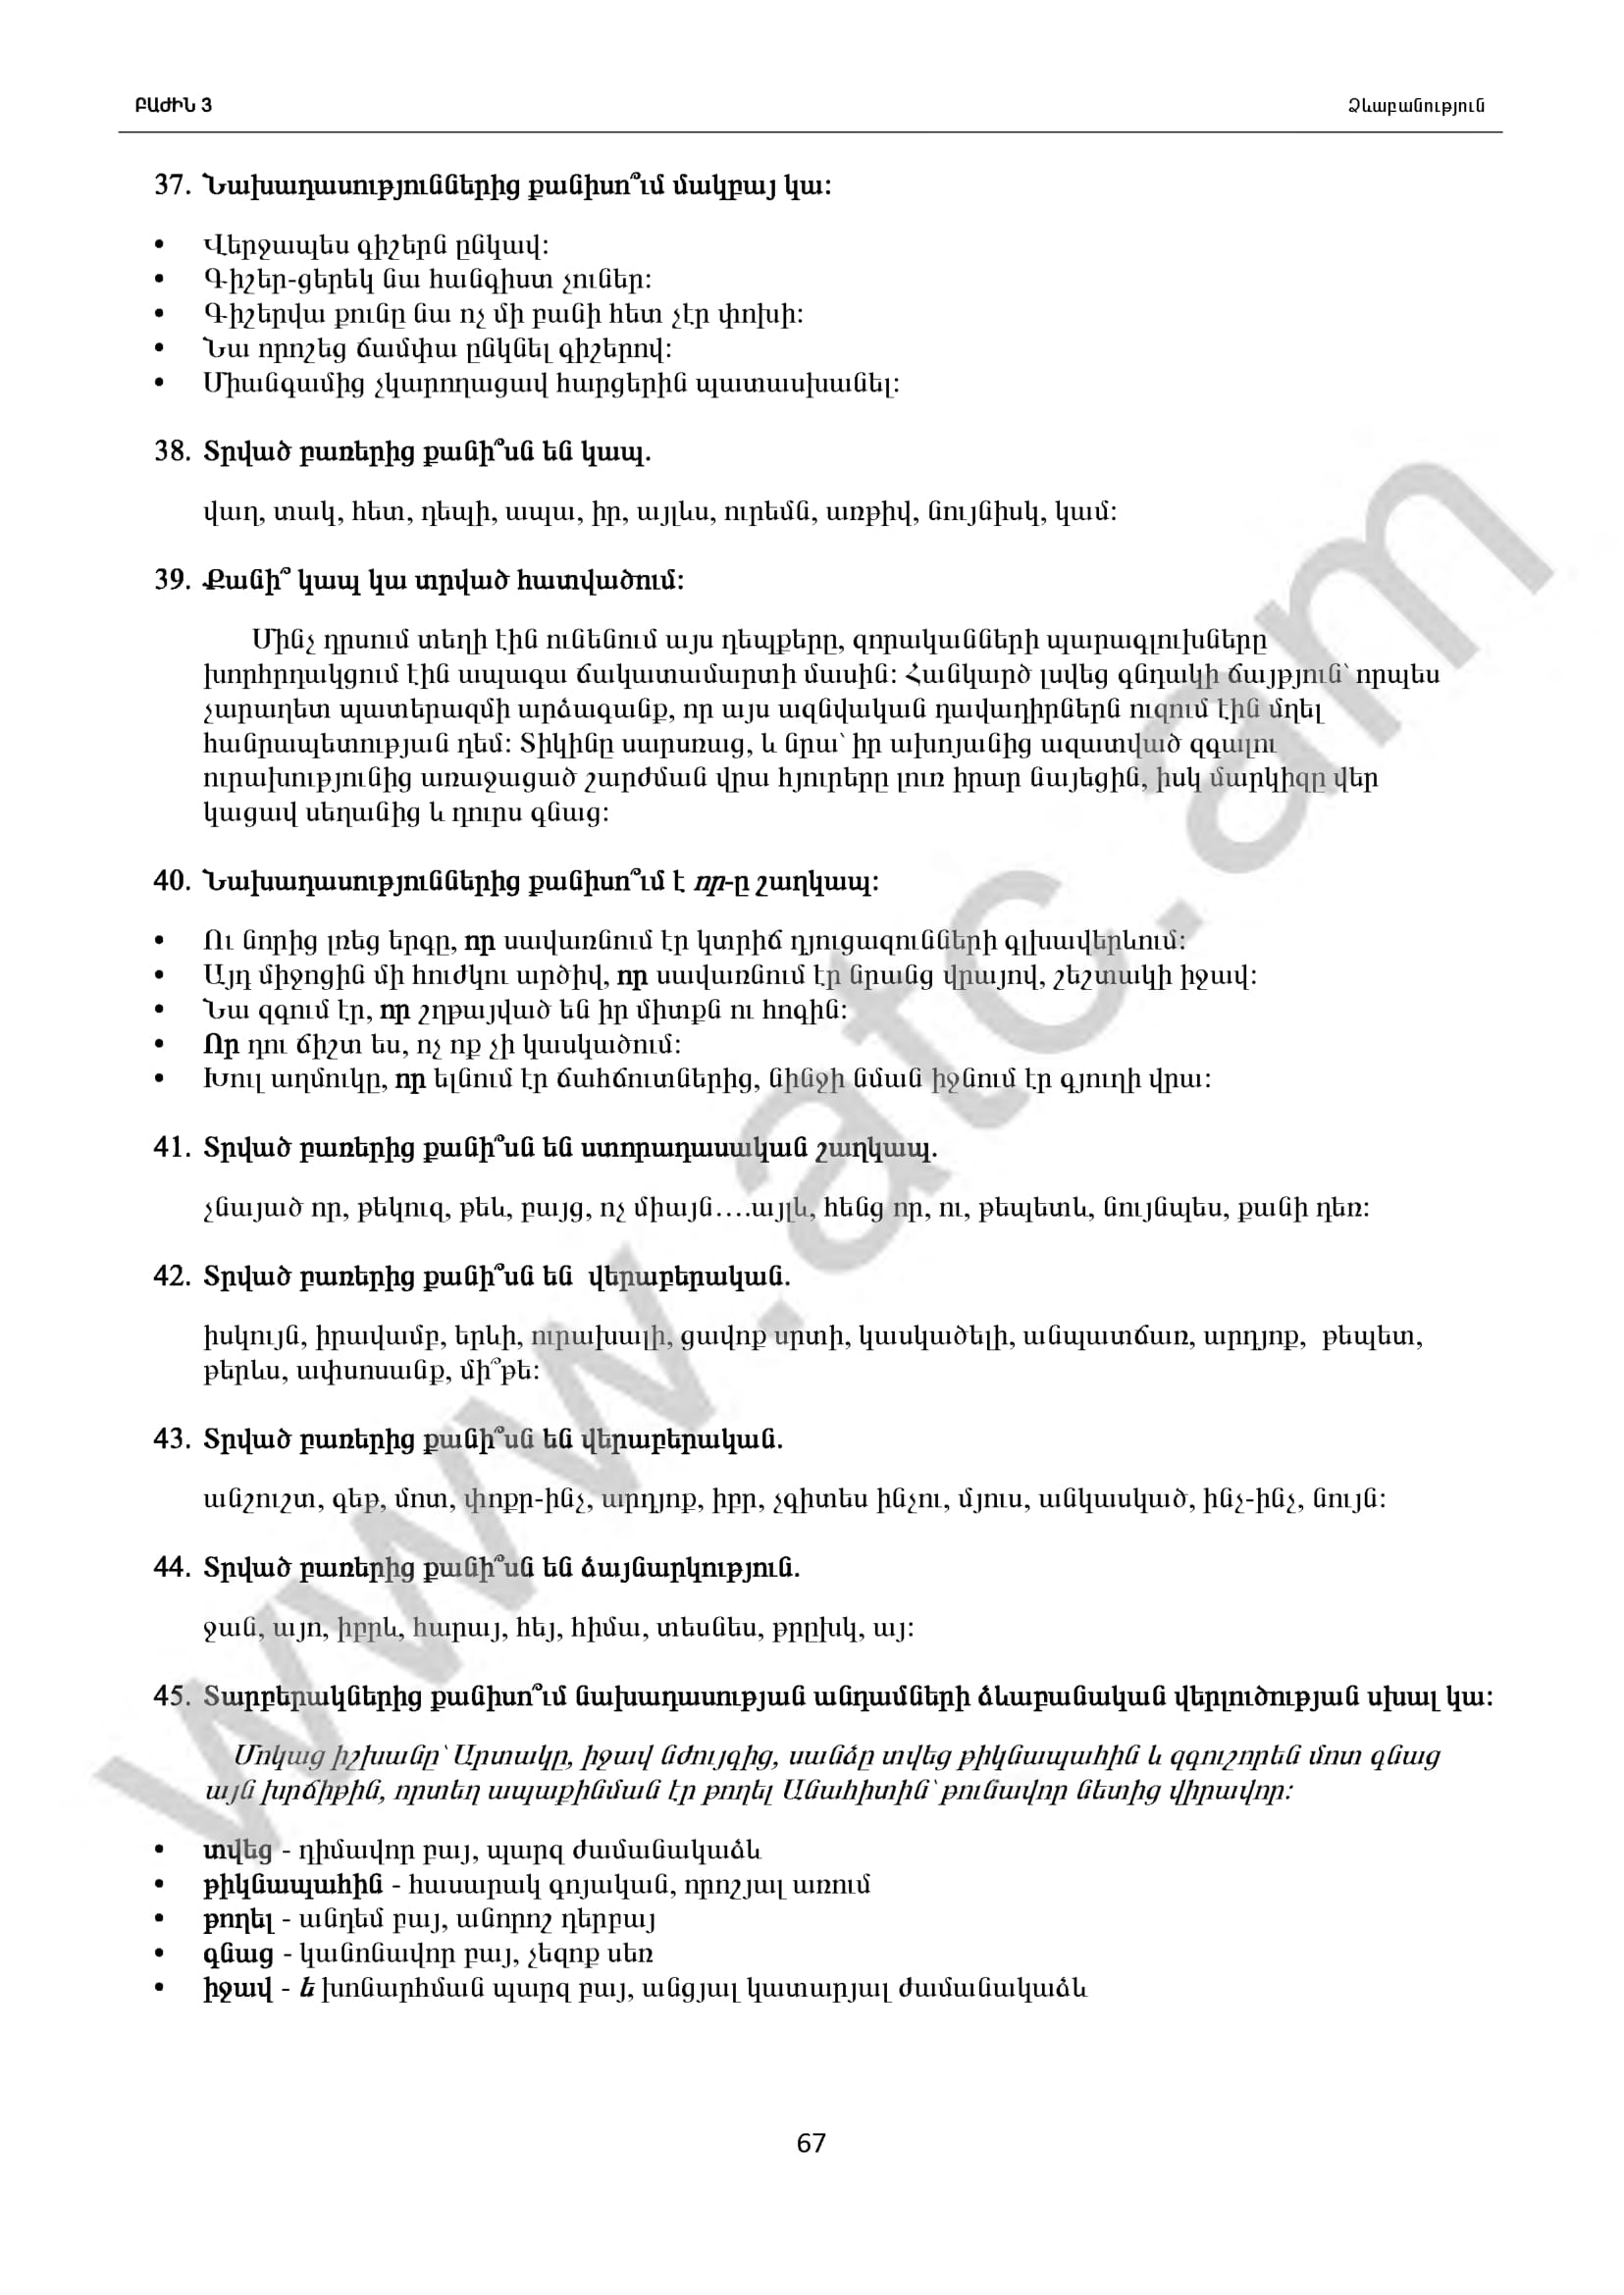 ԲԱԺԻՆ 3
Ձևաբանություն
37. Նախադասություններից քանիսո՞ւմ մակբայ կա:
• Վերջապես գիշերն ընկավ:
• Գիշեր-ցերեկ նա հանգիստ չուներ:
• Գիշերվա քունը նա ոչ մի բանի հետ չէր փոխի:
• Նա որոշեց ճամփա ընկնել գիշերով:
• Միանգամից չկարողացավ հարցերին պատասխանել:
38. Տրված բառերից քանի՞սն են կապ.
վաղ, տակ, հետ, դեպի, ապա, իր, այլևս, ուրեմն, առթիվ, նույնիսկ, կամ:
39. Քանի՞ կապ կա տրված հատվածում:
Մինչ դրսում տեղի էին ունենում այս դեպքերը, զորականների պարագլուխները
խորհրդակցում էին ապագա ճակատամարտի մասին: Հանկարծ լսվեց գնդակի ճայթյուն՝ որպես
չարաղետ պատերազմի արձագանք, որ այս ազնվական դավադիրներն ուզում էին մղել
հանրապետության դեմ: Տիկինը սարսռաց, և նրա՝ իր ախոյանից ազատված զգալու
ուրախությունից առաջացած շարժման վրա հյուրերը լուռ իրար նայեցին, իսկ մարկիզը վեր
կացավ սեղանից և դուրս գնաց:
40. Նախադասություններից քանիսո՞ւմ է որ-ը շաղկապ:
• Ու նորից լռեց երգը, որ սավառնում էր կտրիճ դյուցազունների գլխավերևում:
• Այդ միջոցին մի հուժկու արծիվ, որ սավառնում էր նրանց վրայով, շեշտակի իջավ:
• Նա զգում էր, որ շղթայված են իր միտքն ու հոգին:
• Որ դու ճիշտ ես, ոչ ոք չի կասկածում:
• Խուլ աղմուկը, որ ելնում էր ճահճուտներից, նինջի նման իջնում էր գյուղի վրա:
41. Տրված բառերից քանի՞սն են ստորադասական շաղկապ.
չնայած որ, թեկուզ, թեև, բայց, ոչ միայն….այլև, հենց որ, ու, թեպետև, նույնպես, քանի դեռ:
42. Տրված բառերից քանի՞սն են  վերաբերական.
իսկույն, իրավամբ, երևի, ուրախալի, ցավոք սրտի, կասկածելի, անպատճառ, արդյոք,  թեպետ,
թերևս, ափսոսանք, մի՞թե:
43. Տրված բառերից քանի՞սն են վերաբերական.
անշուշտ, գեթ, մոտ, փոքր-ինչ, արդյոք, իբր, չգիտես ինչու, մյուս, անկասկած, ինչ-ինչ, նույն:
44. Տրված բառերից քանի՞սն են ձայնարկություն.
ջան, այո, իբրև, հարայ, հեյ, հիմա, տեսնես, թրըխկ, այ:
45. Տարբերակներից քանիսո՞ւմ նախադասության անդամների ձևաբանական վերլուծության սխալ կա:
Մոկաց իշխանը՝ Արտակը, իջավ նժույգից, սանձը տվեց թիկնապահին և զգուշորեն մոտ գնաց
այն խրճիթին, որտեղ ապաքինման էր թողել Անահիտին՝ թունավոր նետից վիրավոր:
• տվեց - դիմավոր բայ, պարզ ժամանակաձև
• թիկնապահին - հասարակ գոյական, որոշյալ առում
• թողել - անդեմ բայ, անորոշ դերբայ
• գնաց - կանոնավոր բայ, չեզոք սեռ
• իջավ - ե խոնարհման պարզ բայ, անցյալ կատարյալ ժամանակաձև
67
www.atc.am